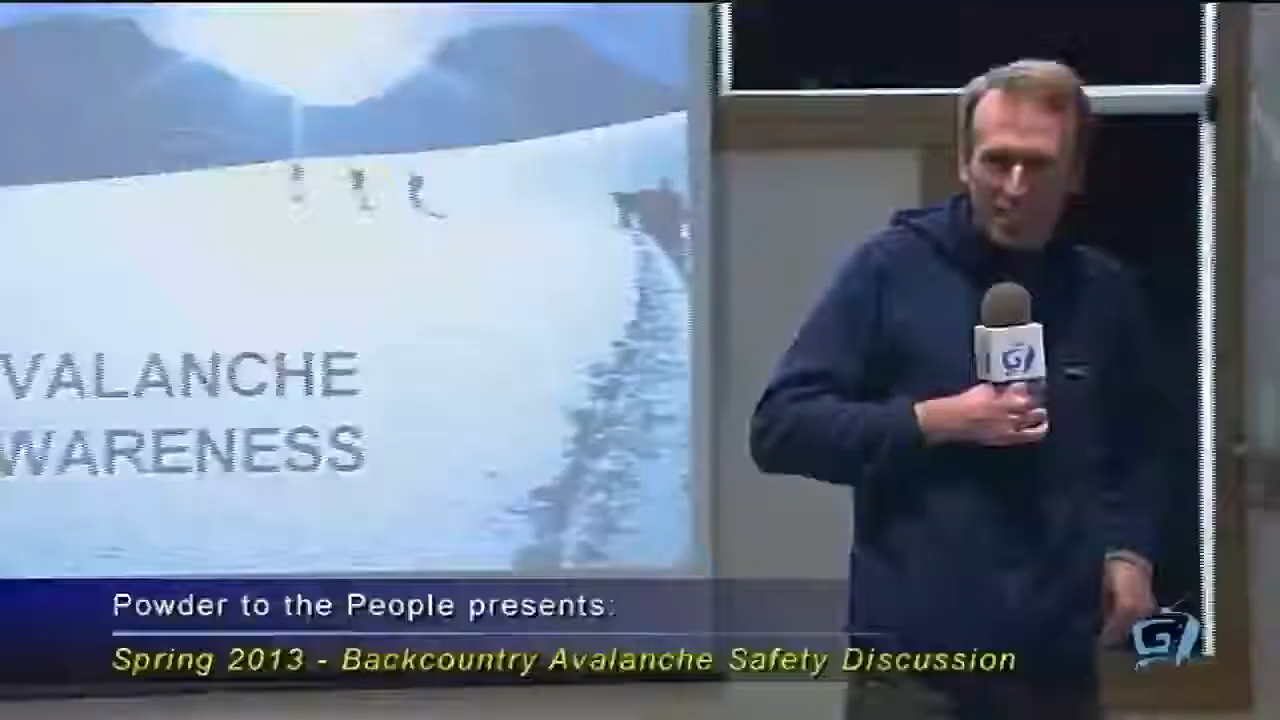 VALANCHE
WARENESS
G
Powder to the People presents:
Spring 2013 - Backcountry Avalanche Safety Discussion
G